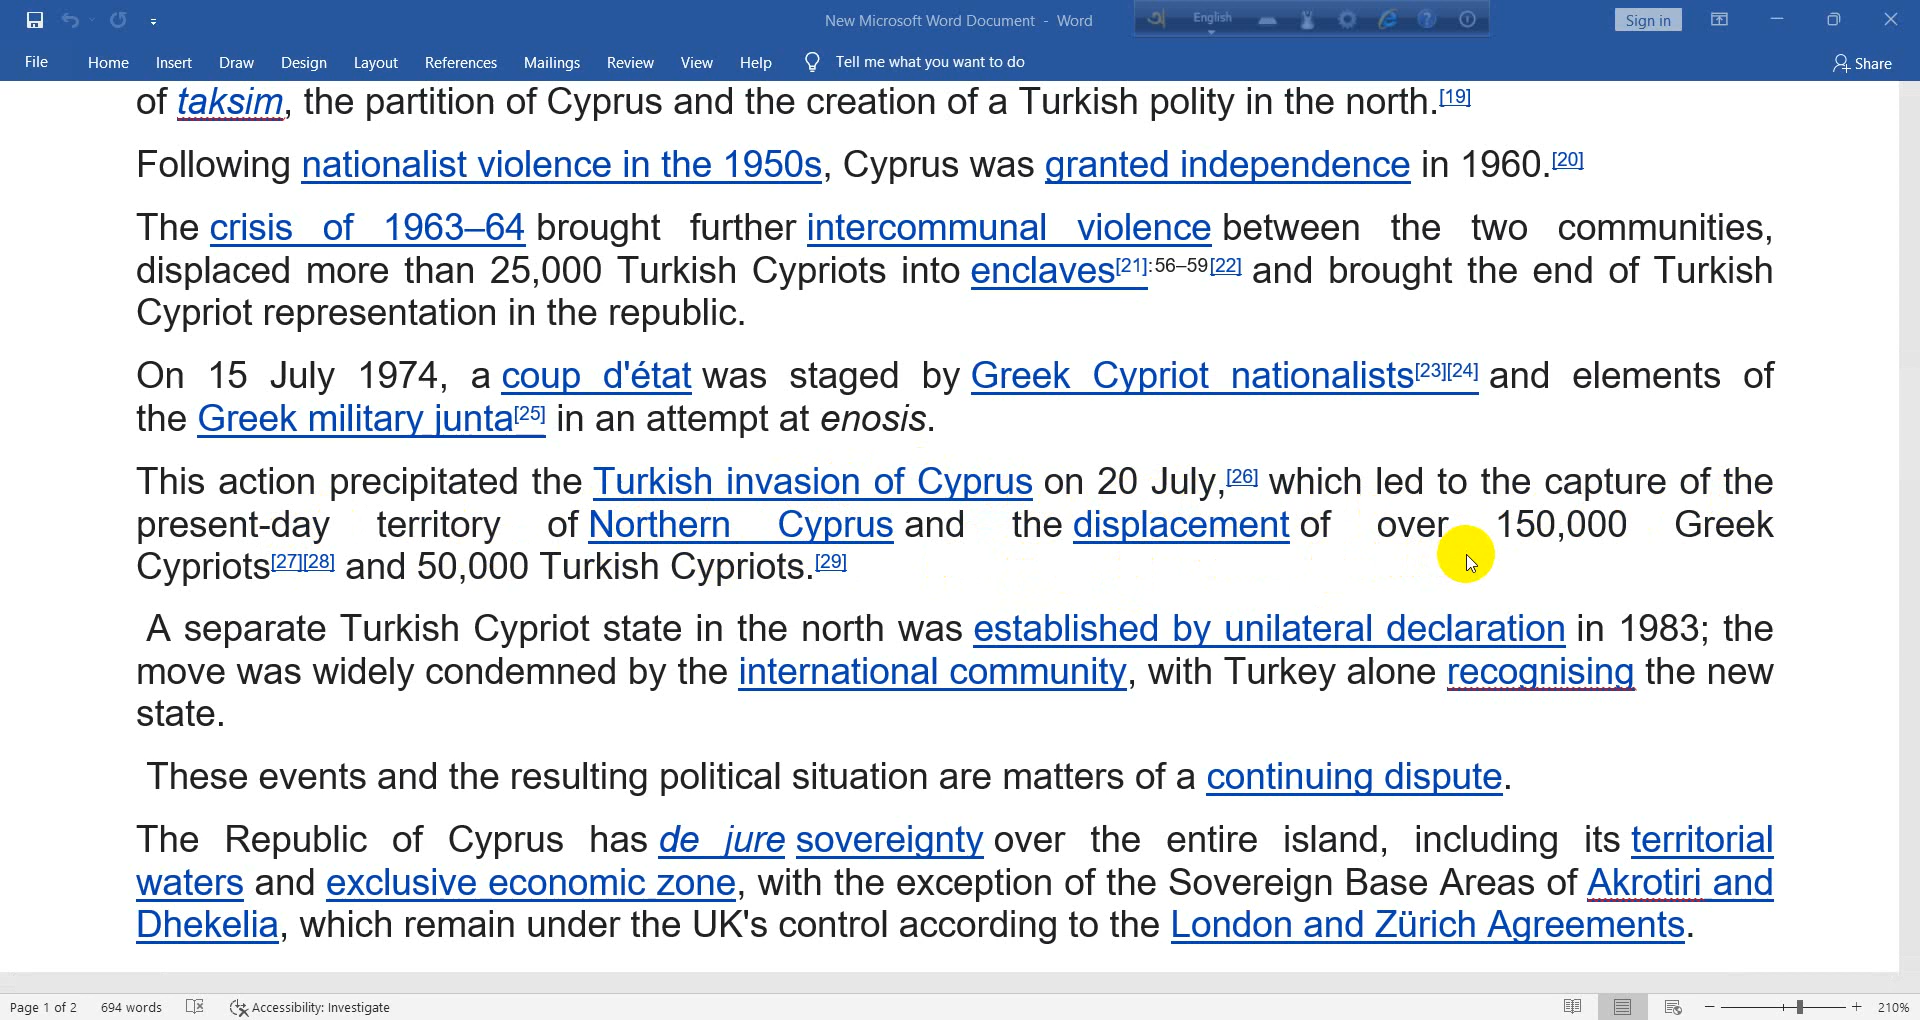 New Microsoft Word Document - Word
English
Sign in
File Home Insert Draw Design Layout References Mailings Review View Help Tell me what you want to do Share
of taksim, the partition of Cyprus and the creation of a Turkish polity in the north.[19]
Following nationalist violence in the 1950s, Cyprus was granted independence in 1960.[20]
The crisis of 1963–64 brought further intercommunal violence between the two communities,
displaced more than 25,000 Turkish Cypriots into enclaves[21]:56–59[22] and brought the end of Turkish
Cypriot representation in the republic.
On 15 July 1974, a coup d'état was staged by Greek Cypriot nationalists[23][24] and elements of
the Greek military junta[25] in an attempt at enosis.
This action precipitated the Turkish invasion of Cyprus on 20 July,[26] which led to the capture of the
present-day territory of Northern Cyprus and the displacement of over 150,000 Greek
Cypriots[27][28] and 50,000 Turkish Cypriots.[29]
A separate Turkish Cypriot state in the north was established by unilateral declaration in 1983; the
move was widely condemned by the international community, with Turkey alone recognising the new
state.
These events and the resulting political situation are matters of a continuing dispute.
The Republic of Cyprus has de jure sovereignty over the entire island, including its territorial
waters and exclusive economic zone, with the exception of the Sovereign Base Areas of Akrotiri and
Dhekelia, which remain under the UK's control according to the London and Zürich Agreements.
Page 1 of 2 694 words Accessibility: Investigate 210%